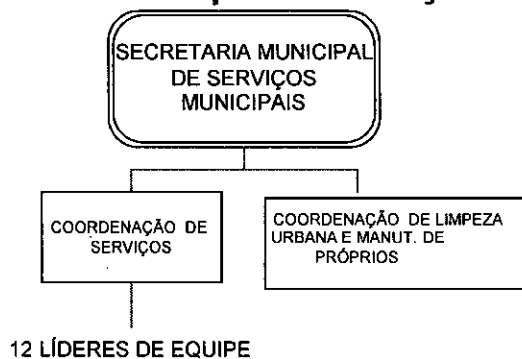 SECRETARIA MUNICIPAL
DE SERVIÇOS
MUNICIPAIS
COORDENAÇÃO DE
SERVIÇOS
COORDENAÇÃO DE LIMPEZA
URBANA E MANUT. DE
PRÓPRIOS
12 LÍDERES DE EQUIPE